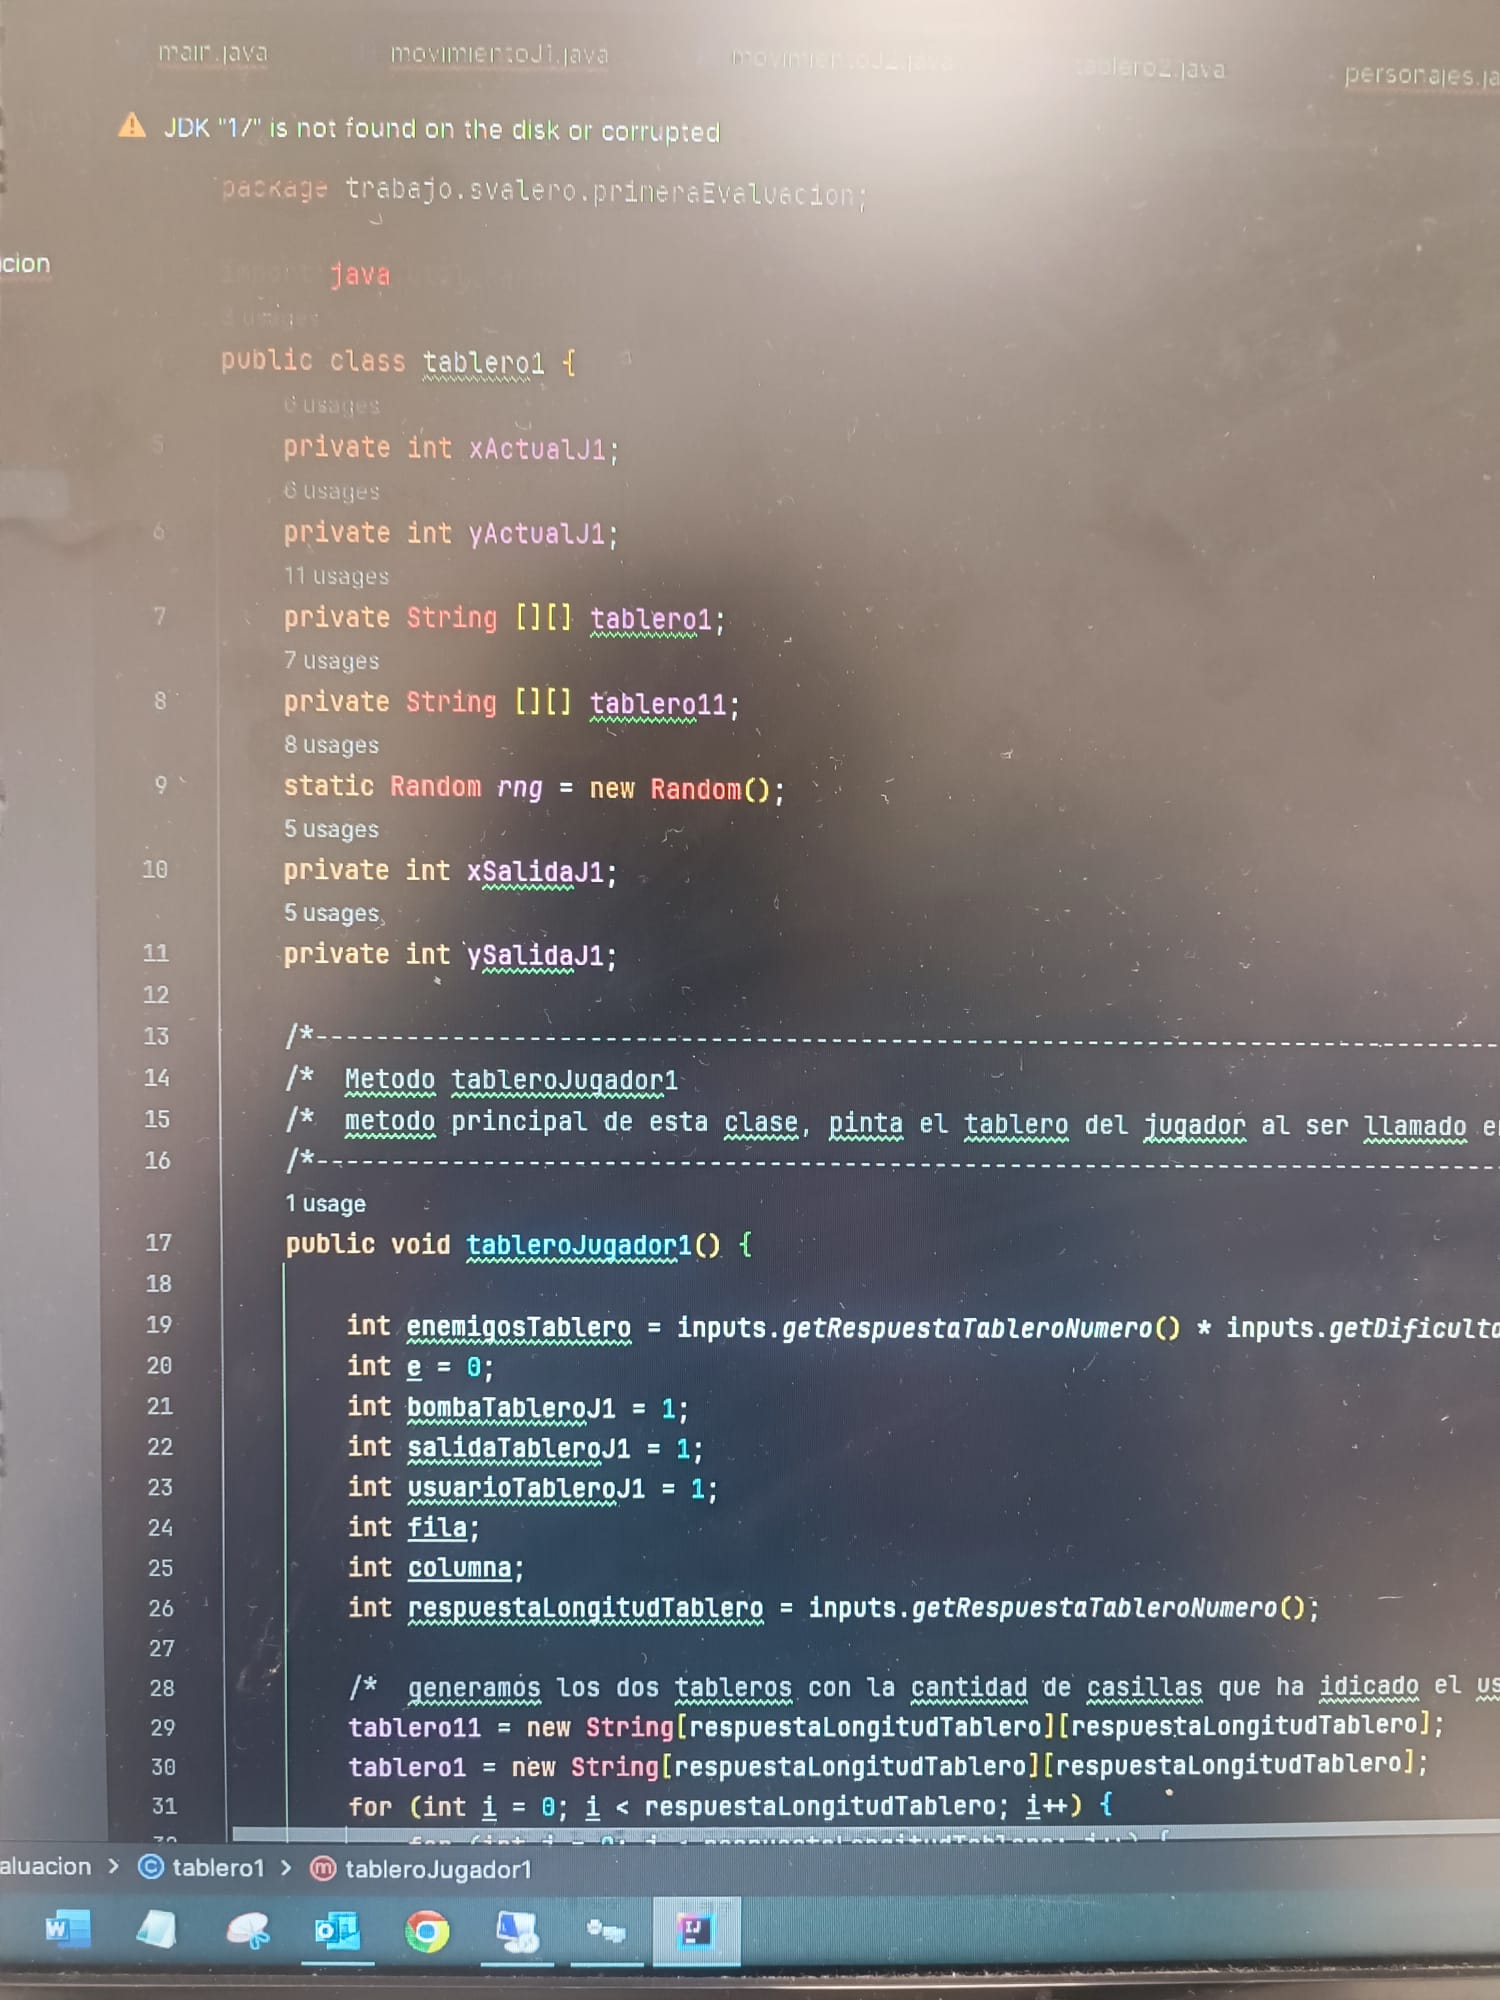 main.java movimientoJ1.java movimientoJ2.java tablero2.java personajes.ja
JDK "17" is not found on the disk or corrupted
package trabajo.svalero.primeraEvaluacion;
cion
import java
3 usages
public class tablero1 {
6 usages
5 private int xActualJ1;
6 usages
6 private int yActualJ1;
11 usages
7 private String [][] tablero1;
7 usages
8 private String [][] tablero11;
8 usages
9 static Random rng = new Random();
5 usages
10 private int xSalidaJ1;
5 usages
11 private int ySalidaJ1;
12
13 /*--------------------------------------------------------------------------------
14 /* Metodo tableroJugador1
15 /* metodo principal de esta clase, pinta el tablero del jugador al ser llamado e
16 /*--------------------------------------------------------------------------------
1 usage
17 public void tableroJugador1() {
18
19 int enemigosTablero = inputs.getRespuestaTableroNumero() * inputs.getDificulta
20 int e = 0;
21 int bombaTableroJ1 = 1;
22 int salidaTableroJ1 = 1;
23 int usuarioTableroJ1 = 1;
24 int fila;
25 int columna;
26 int respuestaLongitudTablero = inputs.getRespuestaTableroNumero();
27
28 /* generamos los dos tableros con la cantidad de casillas que ha idicado el us
29 tablero11 = new String[respuestaLongitudTablero][respuestaLongitudTablero];
30 tablero1 = new String[respuestaLongitudTablero][respuestaLongitudTablero];
31 for (int i = 0; i < respuestaLongitudTablero; i++) {
aluacion > tablero1 > m tableroJugador1